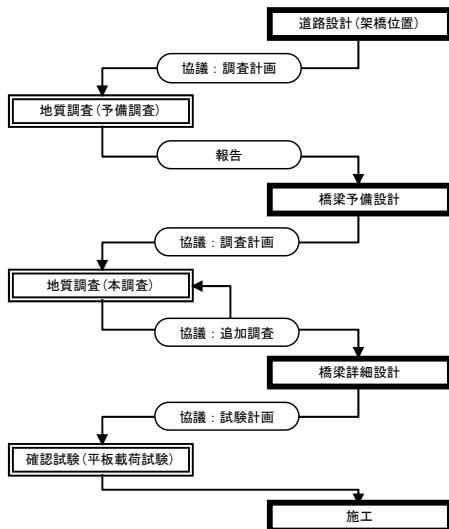 道路設計(架橋位置)
協議：調査計画
地質調査(予備調査)
報告
橋梁予備設計
協議：調査計画
地質調査(本調査)
協議：追加調査
橋梁詳細設計
協議：試験計画
確認試験(平板載荷試験)
施工